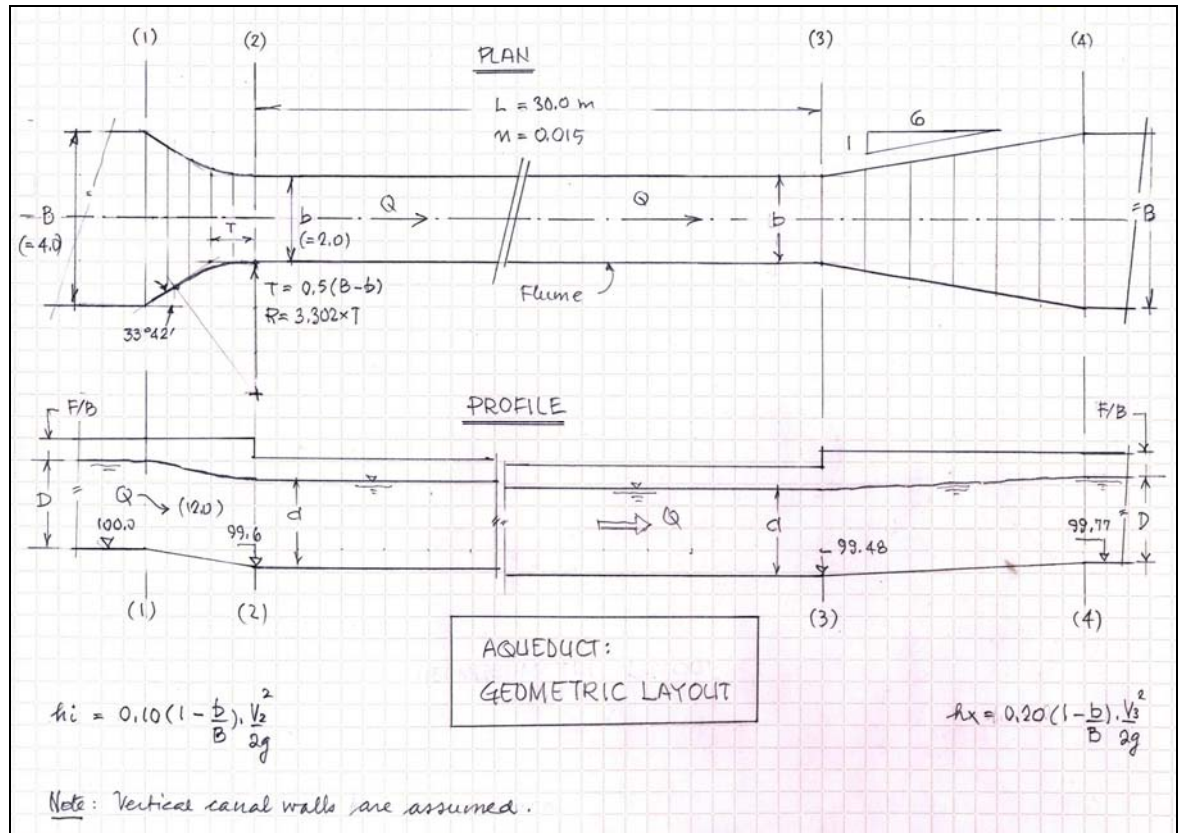 (1)
(2)
(3)
(4)
PLAN
L = 30.0 m
n = 0.015
6
1
B
(=4.0)
T
b
(=2.0)
Q
Q
b
B
T = 0.5(B-b)
R = 3.302×T
Flume
33°42'
PROFILE
F/B
F/B
D
Q
(12.0)
d
Q
d
D
100.0
99.6
99.48
99.77
(1)
(2)
(3)
(4)
AQUEDUCT:
GEOMETRIC LAYOUT
hi = 0.10(1 - b/B). V₂²/2g
hx = 0.20(1 - b/B). V₃²/2g
Note: Vertical canal walls are assumed.